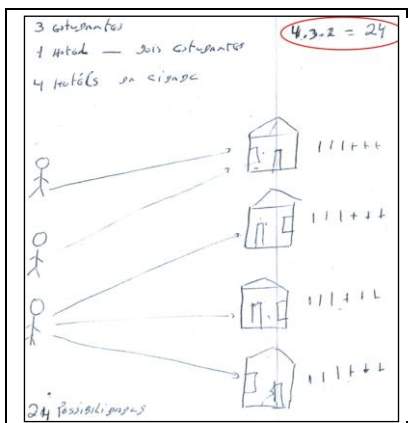 3 estudantes
4.3.2 = 24
1 Hotel — dois estudantes
4 Hotéis na cidade
24 Possibilidades